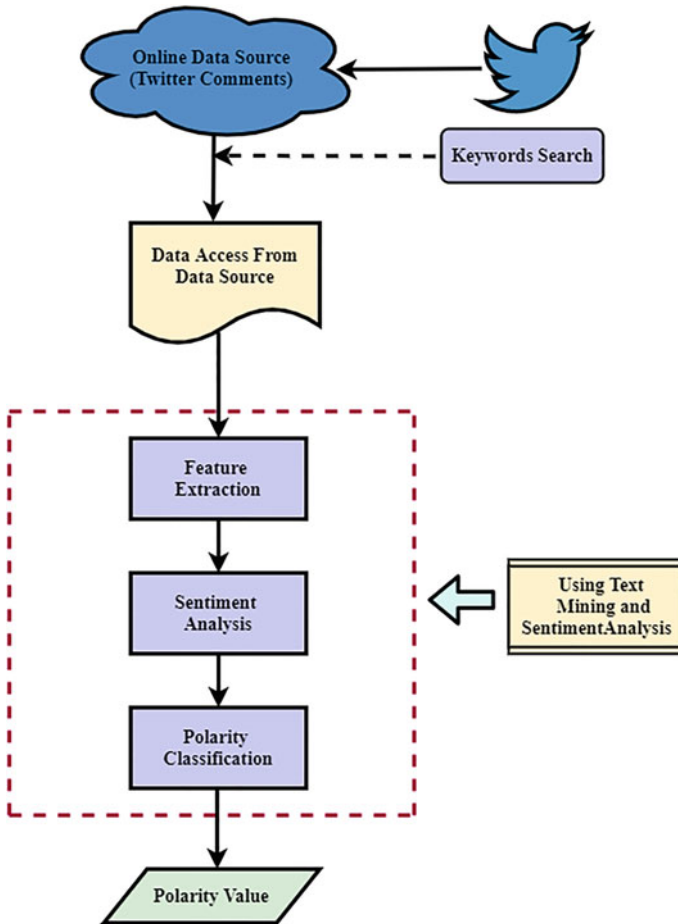 Online Data Source
(Twitter Comments)
Keywords Search
Data Access From
Data Source
Feature
Extraction
Sentiment
Analysis
Using Text
Mining and
SentimentAnalysis
Polarity
Classification
Polarity Value